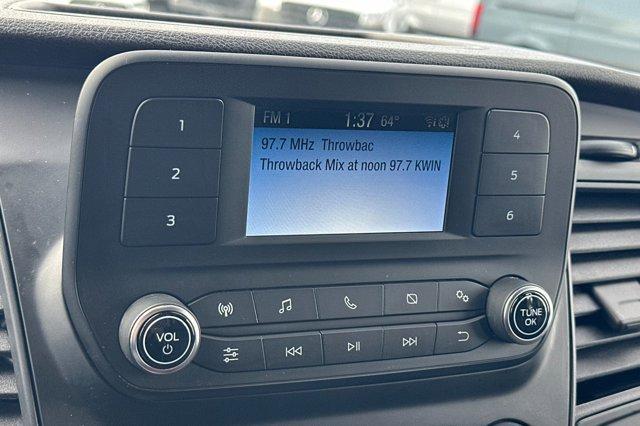 FM 1 1:37 64°
97.7 MHz Throwbac
Throwback Mix at noon 97.7 KWIN
1
2
3
4
5
6
VOL
TUNE
OK